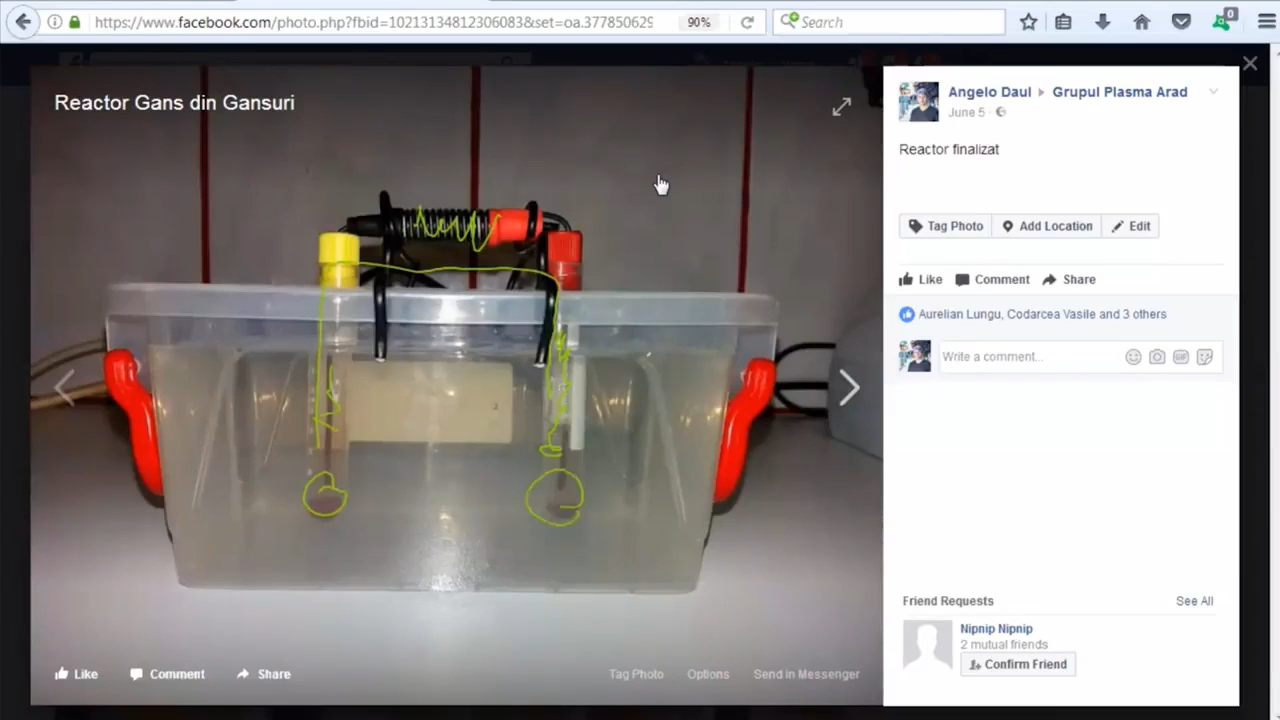 https://www.facebook.com/photo.php?fbid=10213134812306083&set=oa.377850629
90%
Search
0
Reactor Gans din Gansuri
Angelo Daul ▸ Grupul Plasma Arad
June 5
Reactor finalizat
Tag Photo
Add Location
Edit
Like
Comment
Share
Aurelian Lungu, Codarcea Vasile and 3 others
Write a comment...
GIF
Friend Requests
See All
Nipnip Nipnip
2 mutual friends
Confirm Friend
Like
Comment
Share
Tag Photo
Options
Send in Messenger